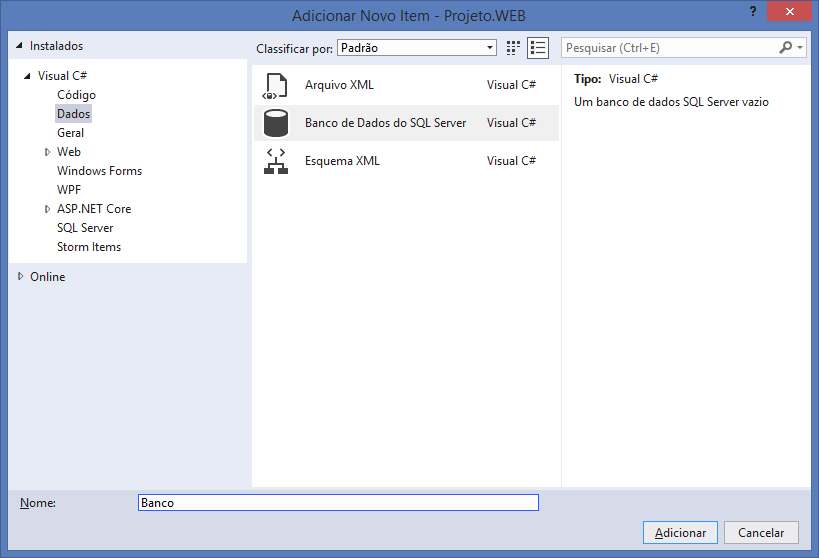 Adicionar Novo Item - Projeto.WEB
?
Instalados
Visual C#
Código
Dados
Geral
Web
Windows Forms
WPF
ASP.NET Core
SQL Server
Storm Items
Online
Classificar por: Padrão
Arquivo XML Visual C#
Banco de Dados do SQL Server Visual C#
Esquema XML Visual C#
Pesquisar (Ctrl+E)
Tipo: Visual C#
Um banco de dados SQL Server vazio
Nome: Banco
Adicionar Cancelar